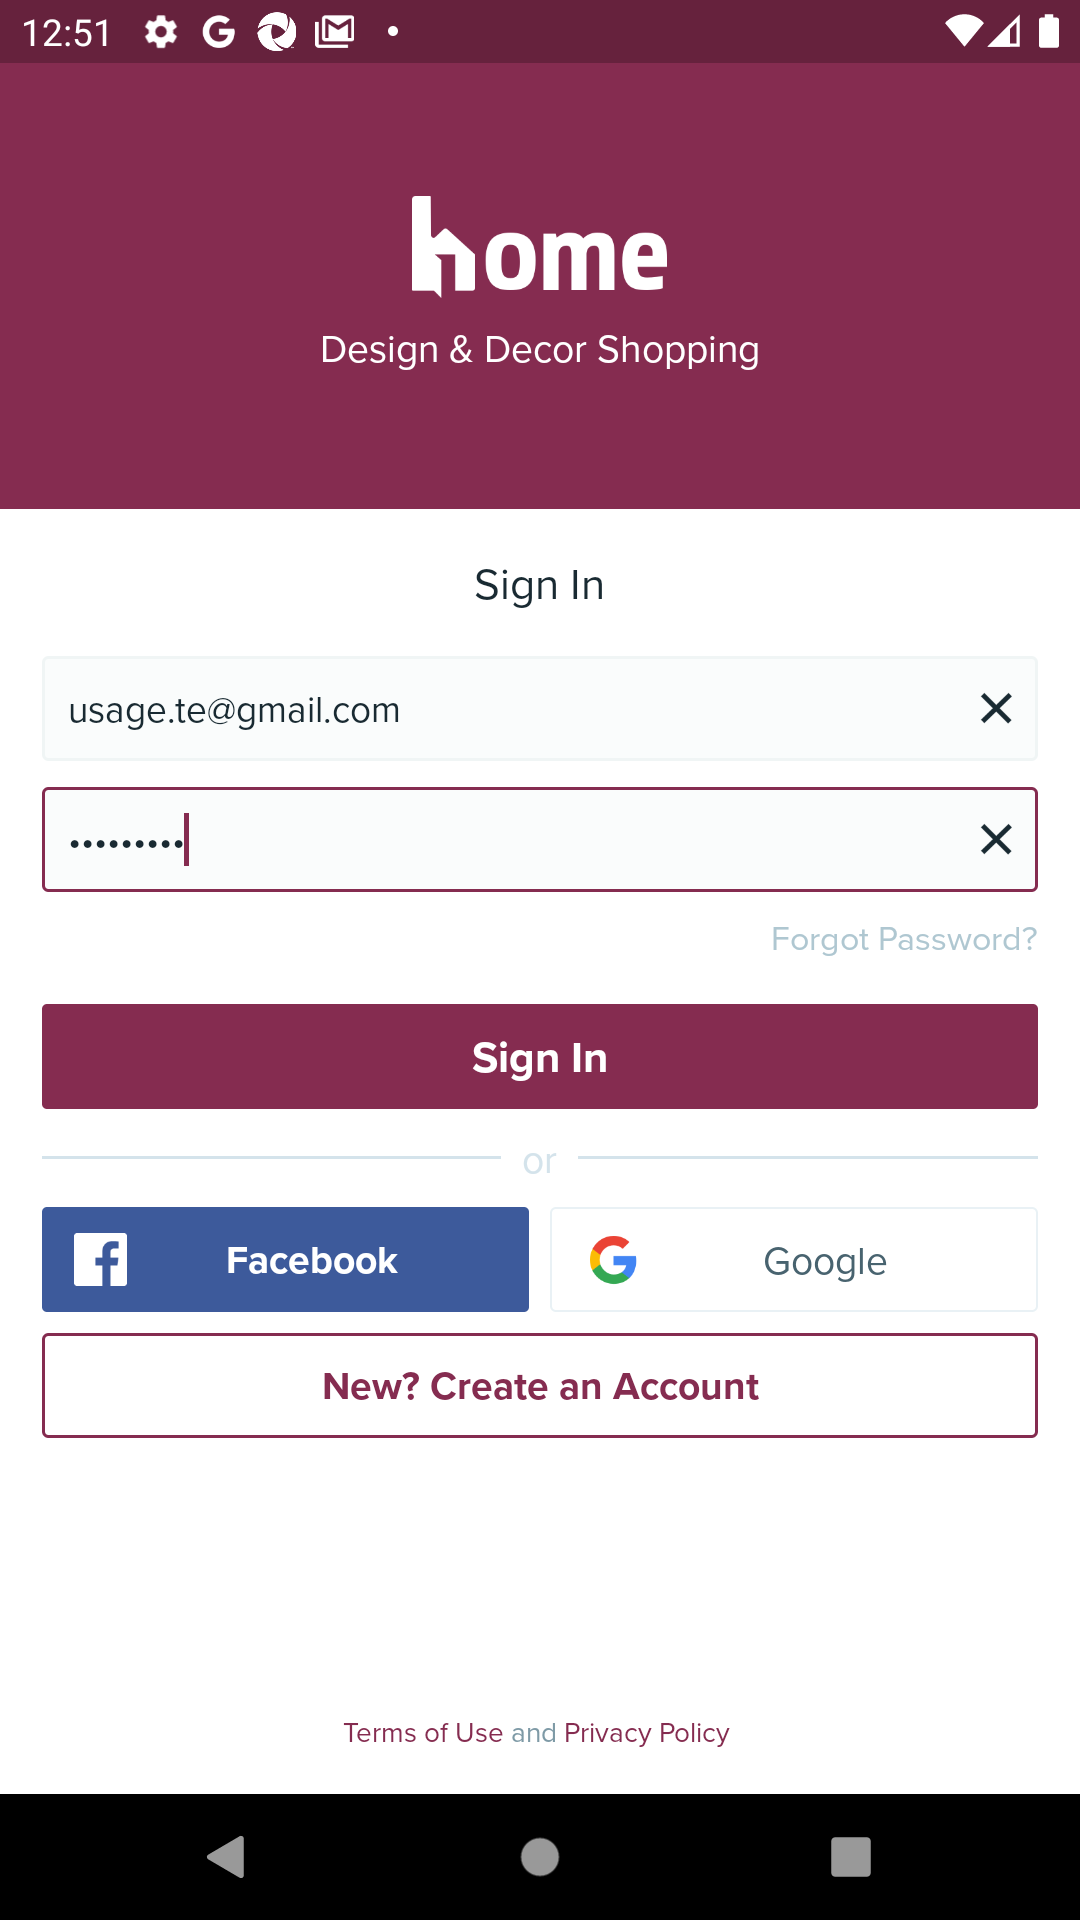 12:51
home
Design & Decor Shopping
Sign In
usage.te@gmail.com
•••••••••
Forgot Password?
Sign In
or
Facebook
Google
New? Create an Account
Terms of Use and Privacy Policy